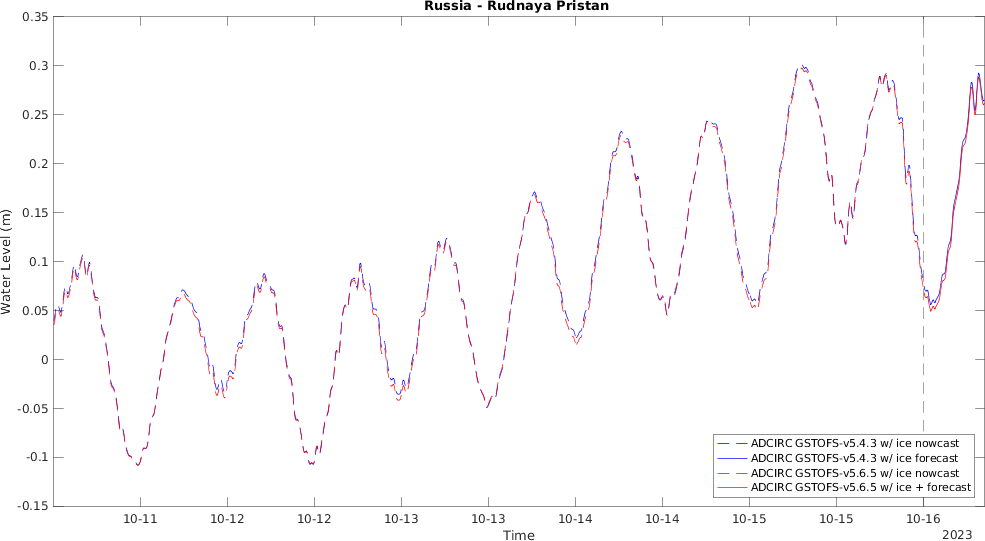 Russia - Rudnaya Pristan
0.35
0.3
0.25
0.2
0.15
0.1
0.05
0
-0.05
-0.1
-0.15
Water Level (m)
ADCIRC GSTOFS-v5.4.3 w/ ice nowcast
ADCIRC GSTOFS-v5.4.3 w/ ice forecast
ADCIRC GSTOFS-v5.6.5 w/ ice nowcast
ADCIRC GSTOFS-v5.6.5 w/ ice + forecast
10-11 10-12 10-12 10-13 10-13 10-14 10-14 10-15 10-15 10-16
Time
2023